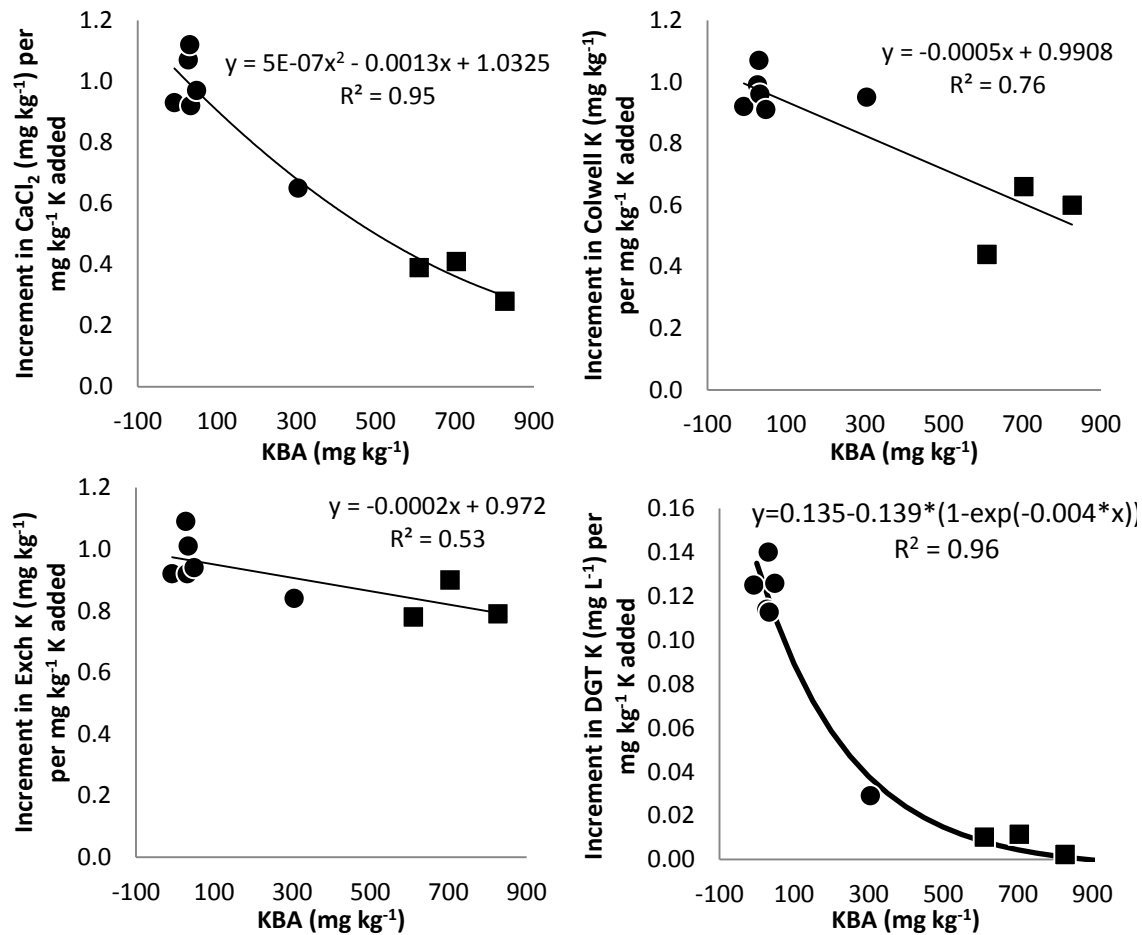 Increment in CaCl₂ (mg kg⁻¹) per
mg kg⁻¹ K added
1.2
1.0
0.8
0.6
0.4
0.2
0.0
y = 5E-07x² - 0.0013x + 1.0325
R² = 0.95
-100 100 300 500 700 900
KBA (mg kg⁻¹)
Increment in Colwell K (mg kg⁻¹)
per mg kg⁻¹ K added
1.2
1.0
0.8
0.6
0.4
0.2
0.0
y = -0.0005x + 0.9908
R² = 0.76
-100 100 300 500 700 900
KBA (mg kg⁻¹)
Increment in Exch K (mg kg⁻¹)
per mg kg⁻¹ K added
1.2
1.0
0.8
0.6
0.4
0.2
0.0
y = -0.0002x + 0.972
R² = 0.53
-100 100 300 500 700 900
KBA (mg kg⁻¹)
Increment in DGT K (mg L⁻¹) per
mg kg⁻¹ K added
0.16
0.14
0.12
0.10
0.08
0.06
0.04
0.02
0.00
y=0.135-0.139*(1-exp(-0.004*x))
R² = 0.96
-100 100 300 500 700 900
KBA (mg kg⁻¹)